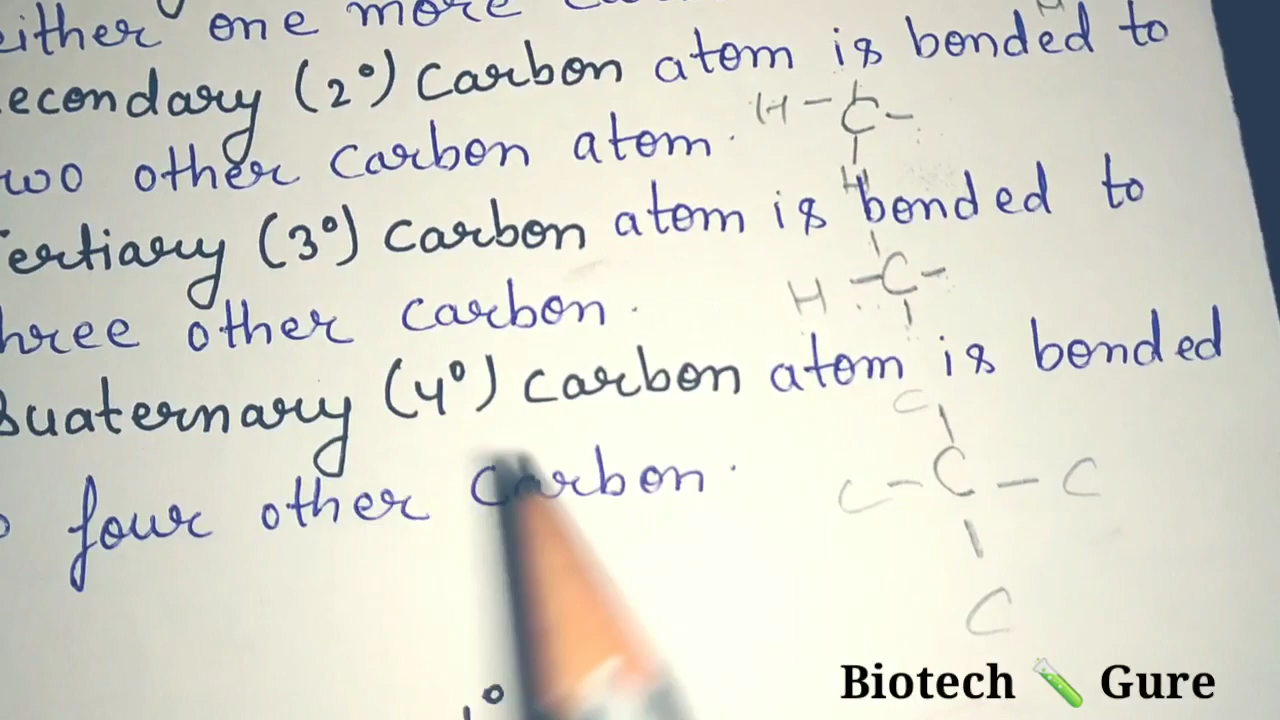 either one more
econdary (2°) carbon atom is bonded to
H - C -
wo other carbon atom.
H
ertiary (3°) carbon atom is bonded to
H - C -
hree other carbon.
Quaternary (4°) carbon atom is bonded
C
C - C - C
four other carbon.
C
Biotech Gure